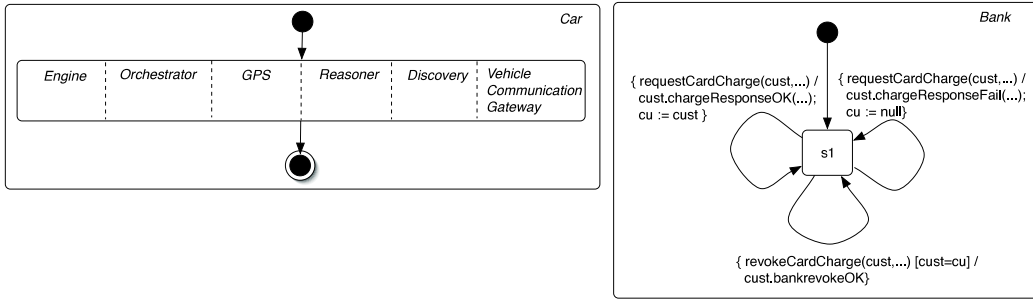 Car
Engine
Orchestrator
GPS
Reasoner
Discovery
Vehicle
Communication
Gateway
Bank
{ requestCardCharge(cust,...) /
cust.chargeResponseOK(...);
cu := cust }
{ requestCardCharge(cust,...) /
cust.chargeResponseFail(...);
cu := null}
s1
{ revokeCardCharge(cust,...) [cust=cu] /
cust.bankrevokeOK}